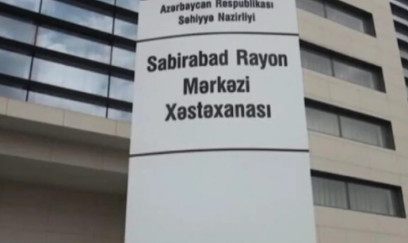 Azərbaycan Respublikası
Səhiyyə Nazirliyi
Sabirabad Rayon
Mərkəzi
Xəstəxanası